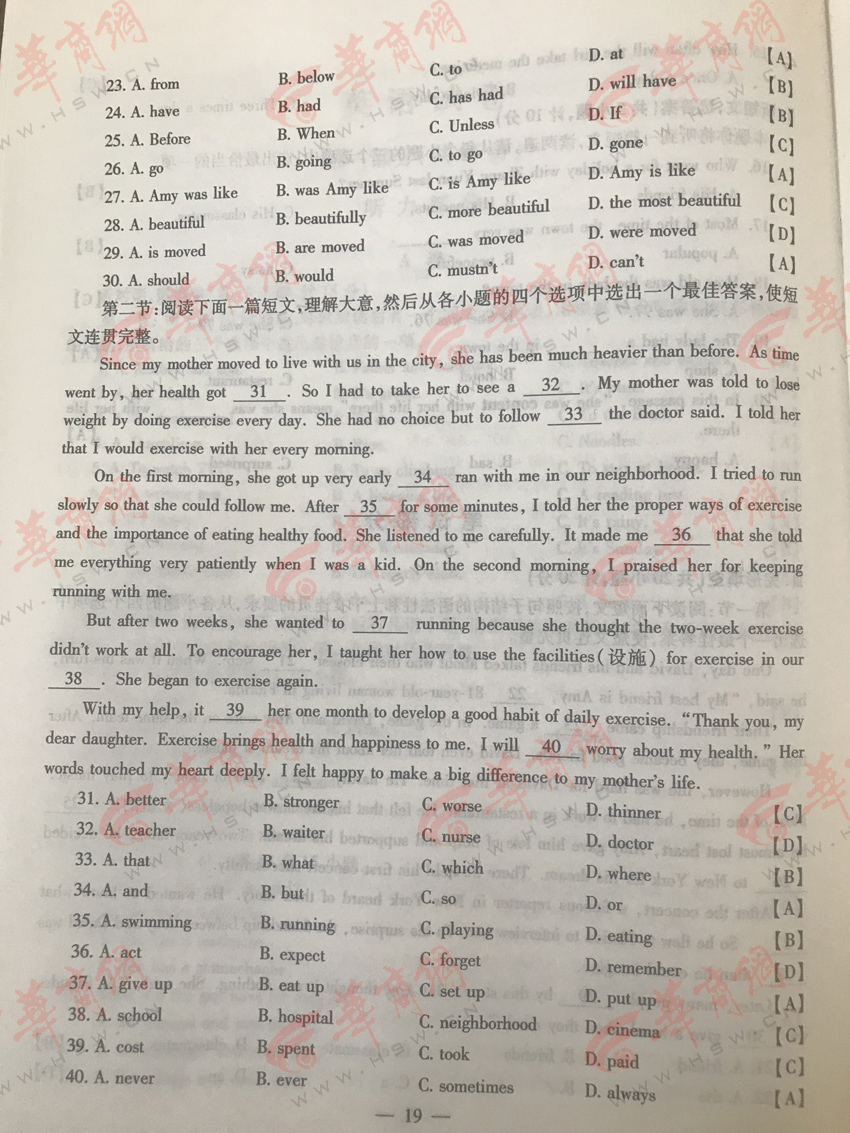 23. A. from B. below C. to D. at 【A】
24. A. have B. had C. has had D. will have 【B】
25. A. Before B. When C. Unless D. If 【B】
26. A. go B. going C. to go D. gone 【C】
27. A. Amy was like B. was Amy like C. is Amy like D. Amy is like 【A】
28. A. beautiful B. beautifully C. more beautiful D. the most beautiful 【C】
29. A. is moved B. are moved C. was moved D. were moved 【D】
30. A. should B. would C. mustn't D. can't 【A】
第二节:阅读下面一篇短文,理解大意,然后从各小题的四个选项中选出一个最佳答案,使短
文连贯完整。
Since my mother moved to live with us in the city, she has been much heavier than before. As time
went by, her health got 31 . So I had to take her to see a 32 . My mother was told to lose
weight by doing exercise every day. She had no choice but to follow 33 the doctor said. I told her
that I would exercise with her every morning.
On the first morning, she got up very early 34 ran with me in our neighborhood. I tried to run
slowly so that she could follow me. After 35 for some minutes, I told her the proper ways of exercise
and the importance of eating healthy food. She listened to me carefully. It made me 36 that she told
me everything very patiently when I was a kid. On the second morning, I praised her for keeping
running with me.
But after two weeks, she wanted to 37 running because she thought the two-week exercise
didn't work at all. To encourage her, I taught her how to use the facilities(设施) for exercise in our
38 . She began to exercise again.
With my help, it 39 her one month to develop a good habit of daily exercise. "Thank you, my
dear daughter. Exercise brings health and happiness to me. I will 40 worry about my health." Her
words touched my heart deeply. I felt happy to make a big difference to my mother's life.
31. A. better B. stronger C. worse D. thinner 【C】
32. A. teacher B. waiter C. nurse D. doctor 【D】
33. A. that B. what C. which D. where 【B】
34. A. and B. but C. so D. or 【A】
35. A. swimming B. running C. playing D. eating 【B】
36. A. act B. expect C. forget D. remember 【D】
37. A. give up B. eat up C. set up D. put up 【A】
38. A. school B. hospital C. neighborhood D. cinema 【C】
39. A. cost B. spent C. took D. paid 【C】
40. A. never B. ever C. sometimes D. always 【A】
— 19 —